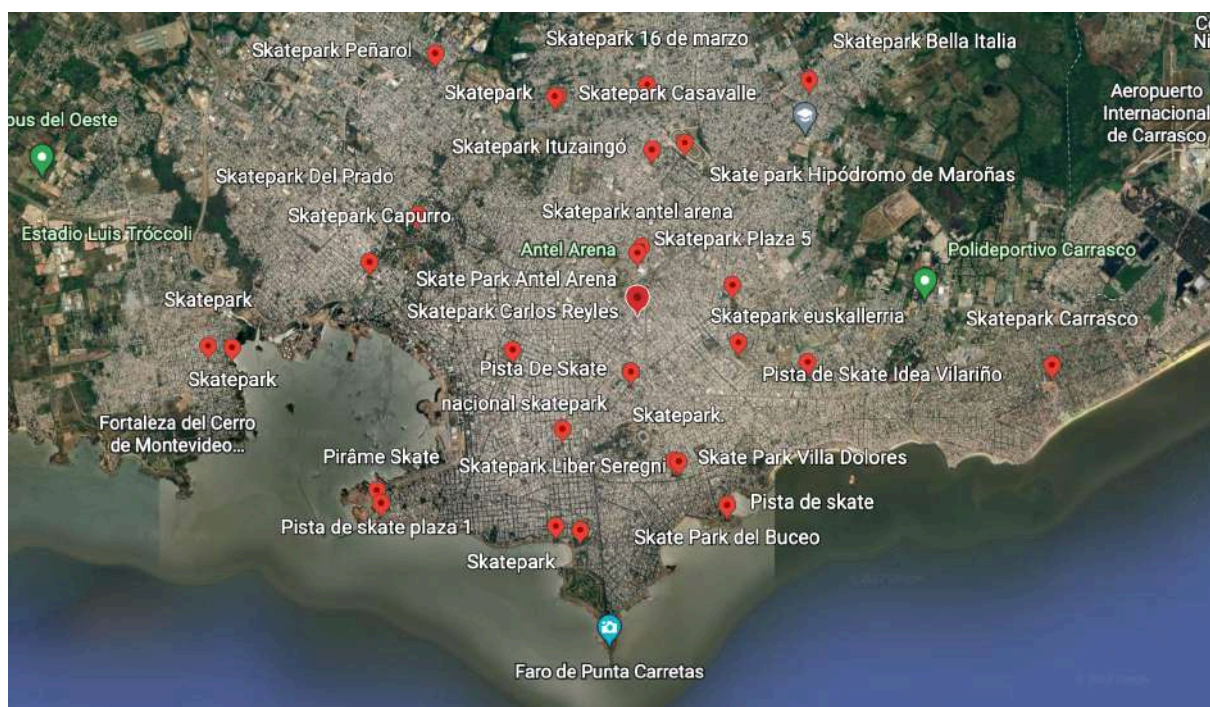 Skatepark Peñarol
Skatepark 16 de marzo
Skatepark Bella Italia
Skatepark
Skatepark Casavalle
Aeropuerto
Internacional
de Carrasco
Skatepark Ituzaingó
Skatepark Del Prado
Skate park Hipódromo de Maroñas
Skatepark Capurro
Skatepark antel arena
Estadio Luis Tróccoli
Antel Arena
Skatepark Plaza 5
Polideportivo Carrasco
Skate Park Antel Arena
Skatepark
Skatepark Carlos Reyles
Skatepark euskallerria
Skatepark Carrasco
Skatepark
Pista De Skate
Pista de Skate Idea Vilariño
nacional skatepark
Skatepark.
Fortaleza del Cerro
de Montevideo...
Pirâme Skate
Skatepark Liber Seregni
Skate Park Villa Dolores
Pista de skate plaza 1
Pista de skate
Skatepark
Skate Park del Buceo
Faro de Punta Carretas